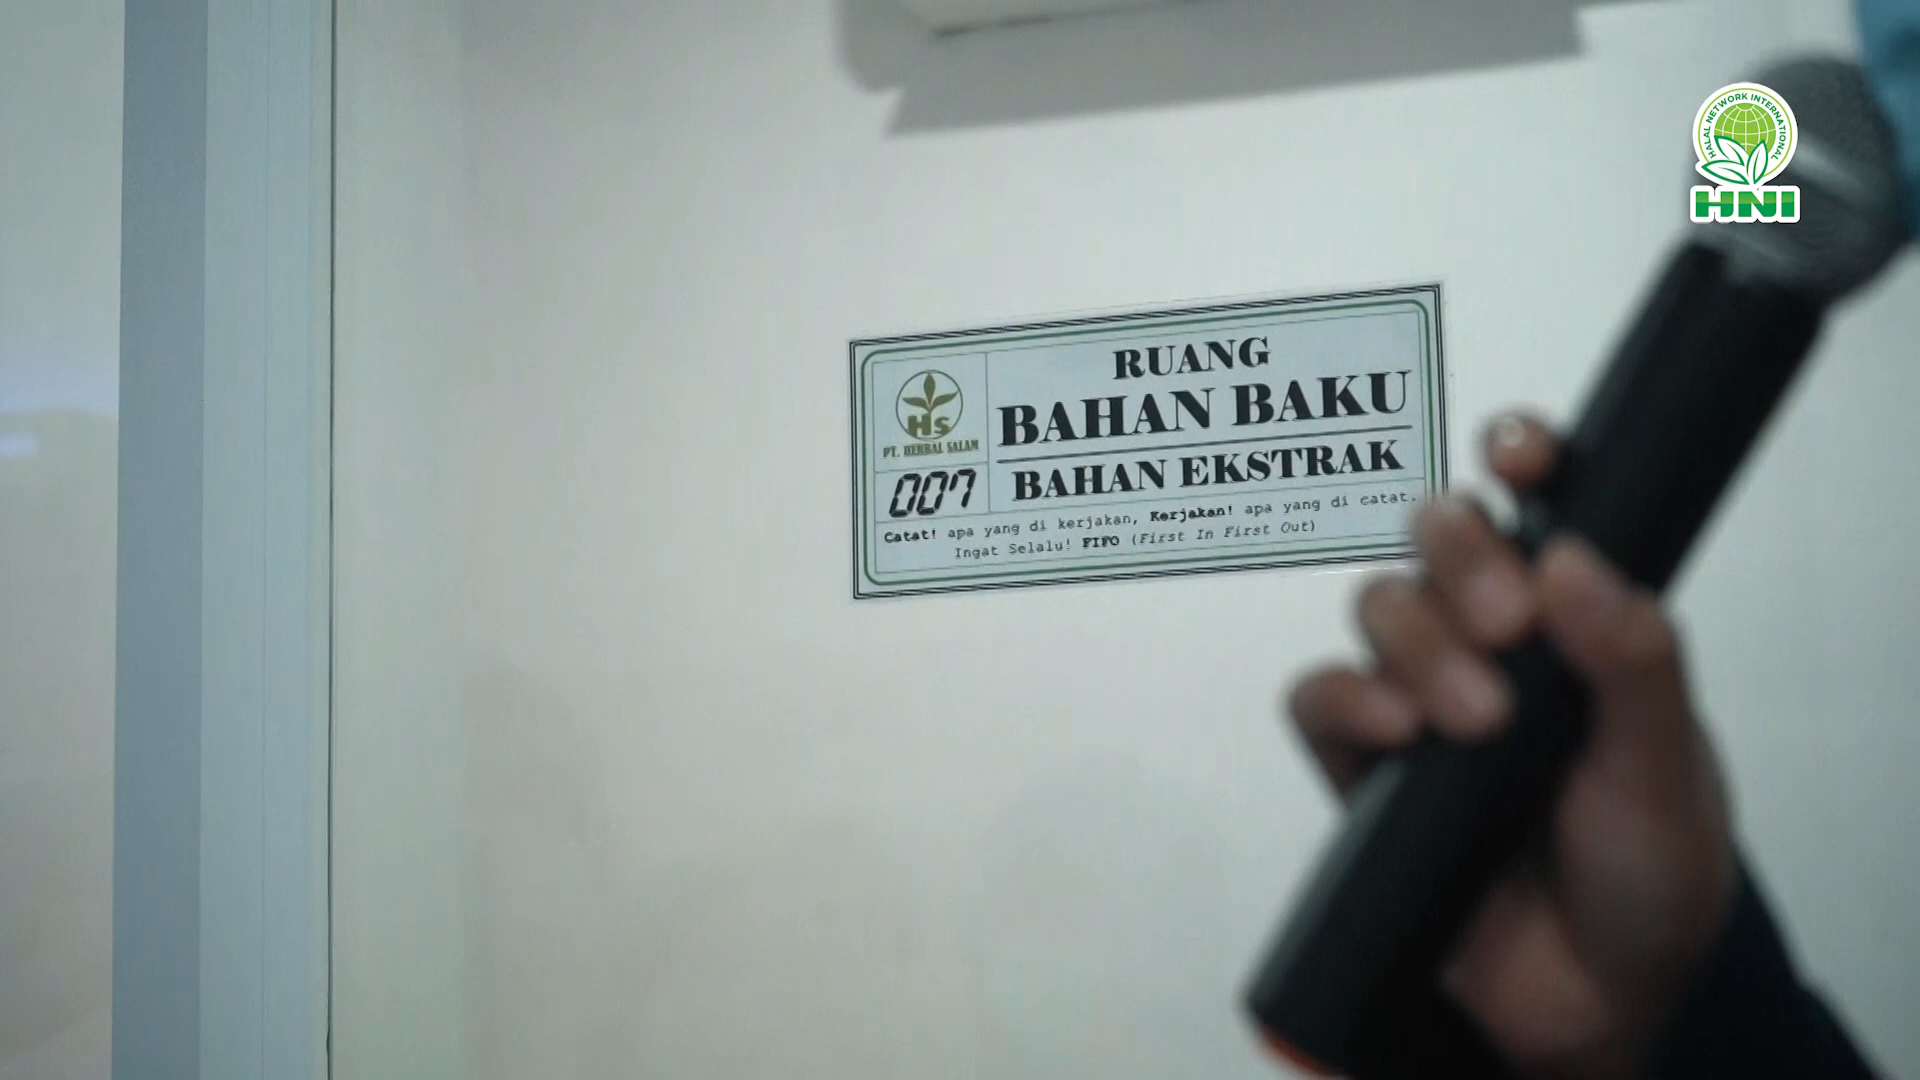 HALAL NETWORK INTERNATIONAL
HNI
RUANG
BAHAN BAKU
BAHAN EKSTRAK
HS
PT. HERBAL SALAM
007
Catat! apa yang di kerjakan, Kerjakan! apa yang di catat.
Ingat Selalu! FIFO (First In First Out)